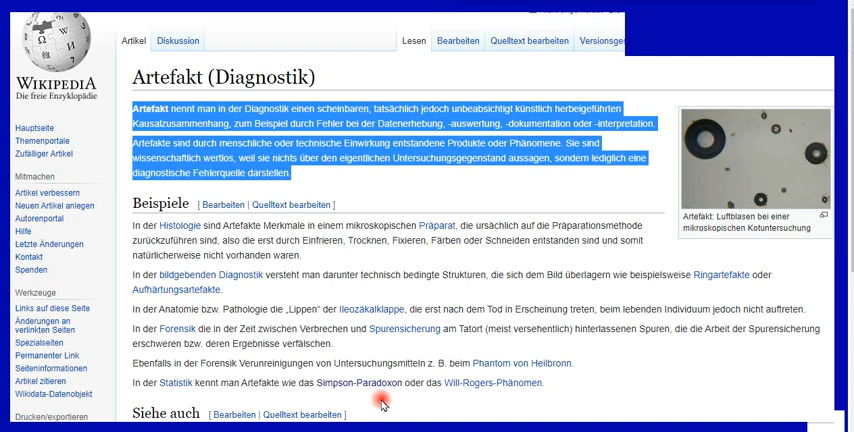 WIKIPEDIA
Die freie Enzyklopädie
Hauptseite
Themenportale
Zufälliger Artikel
Mitmachen
Artikel verbessern
Neuen Artikel anlegen
Autorenportal
Hilfe
Letzte Änderungen
Kontakt
Spenden
Werkzeuge
Links auf diese Seite
Änderungen an
verlinkten Seiten
Spezialseiten
Permanenter Link
Seiteninformationen
Artikel zitieren
Wikidata-Datenobjekt
Drucken/exportieren
Artikel Diskussion
Lesen Bearbeiten Quelltext bearbeiten
Artefakt (Diagnostik)
Artefakt nennt man in der Diagnostik einen scheinbaren, tatsächlich jedoch unbeabsichtigt künstlich herbeigeführten
Kausalzusammenhang, zum Beispiel durch Fehler bei der Datenerhebung, -auswertung, -dokumentation oder -interpretation.
Artefakte sind durch menschliche oder technische Einwirkung entstandene Produkte oder Phänomene. Sie sind
wissenschaftlich wertlos, weil sie nichts über den eigentlichen Untersuchungsgegenstand aussagen, sondern lediglich eine
diagnostische Fehlerquelle darstellen.
Artefakt: Luftblasen bei einer
mikroskopischen Kotuntersuchung
Beispiele [ Bearbeiten | Quelltext bearbeiten ]
In der Histologie sind Artefakte Merkmale in einem mikroskopischen Präparat, die ursächlich auf die Präparationsmethode
zurückzuführen sind, also die erst durch Einfrieren, Trocknen, Fixieren, Färben oder Schneiden entstanden sind und somit
natürlicherweise nicht vorhanden waren.
In der bildgebenden Diagnostik versteht man darunter technisch bedingte Strukturen, die sich dem Bild überlagern wie beispielsweise Ringartefakte oder
Aufhärtungsartefakte.
In der Anatomie bzw. Pathologie die „Lippen“ der Ileozäkalklappe, die erst nach dem Tod in Erscheinung treten, beim lebenden Individuum jedoch nicht auftreten.
In der Forensik die in der Zeit zwischen Verbrechen und Spurensicherung am Tatort (meist versehentlich) hinterlassenen Spuren, die die Arbeit der Spurensicherung
erschweren bzw. deren Ergebnisse verfälschen.
Ebenfalls in der Forensik Verunreinigungen von Untersuchungsmitteln z. B. beim Phantom von Heilbronn.
In der Statistik kennt man Artefakte wie das Simpson-Paradoxon oder das Will-Rogers-Phänomen.
Siehe auch [ Bearbeiten | Quelltext bearbeiten ]